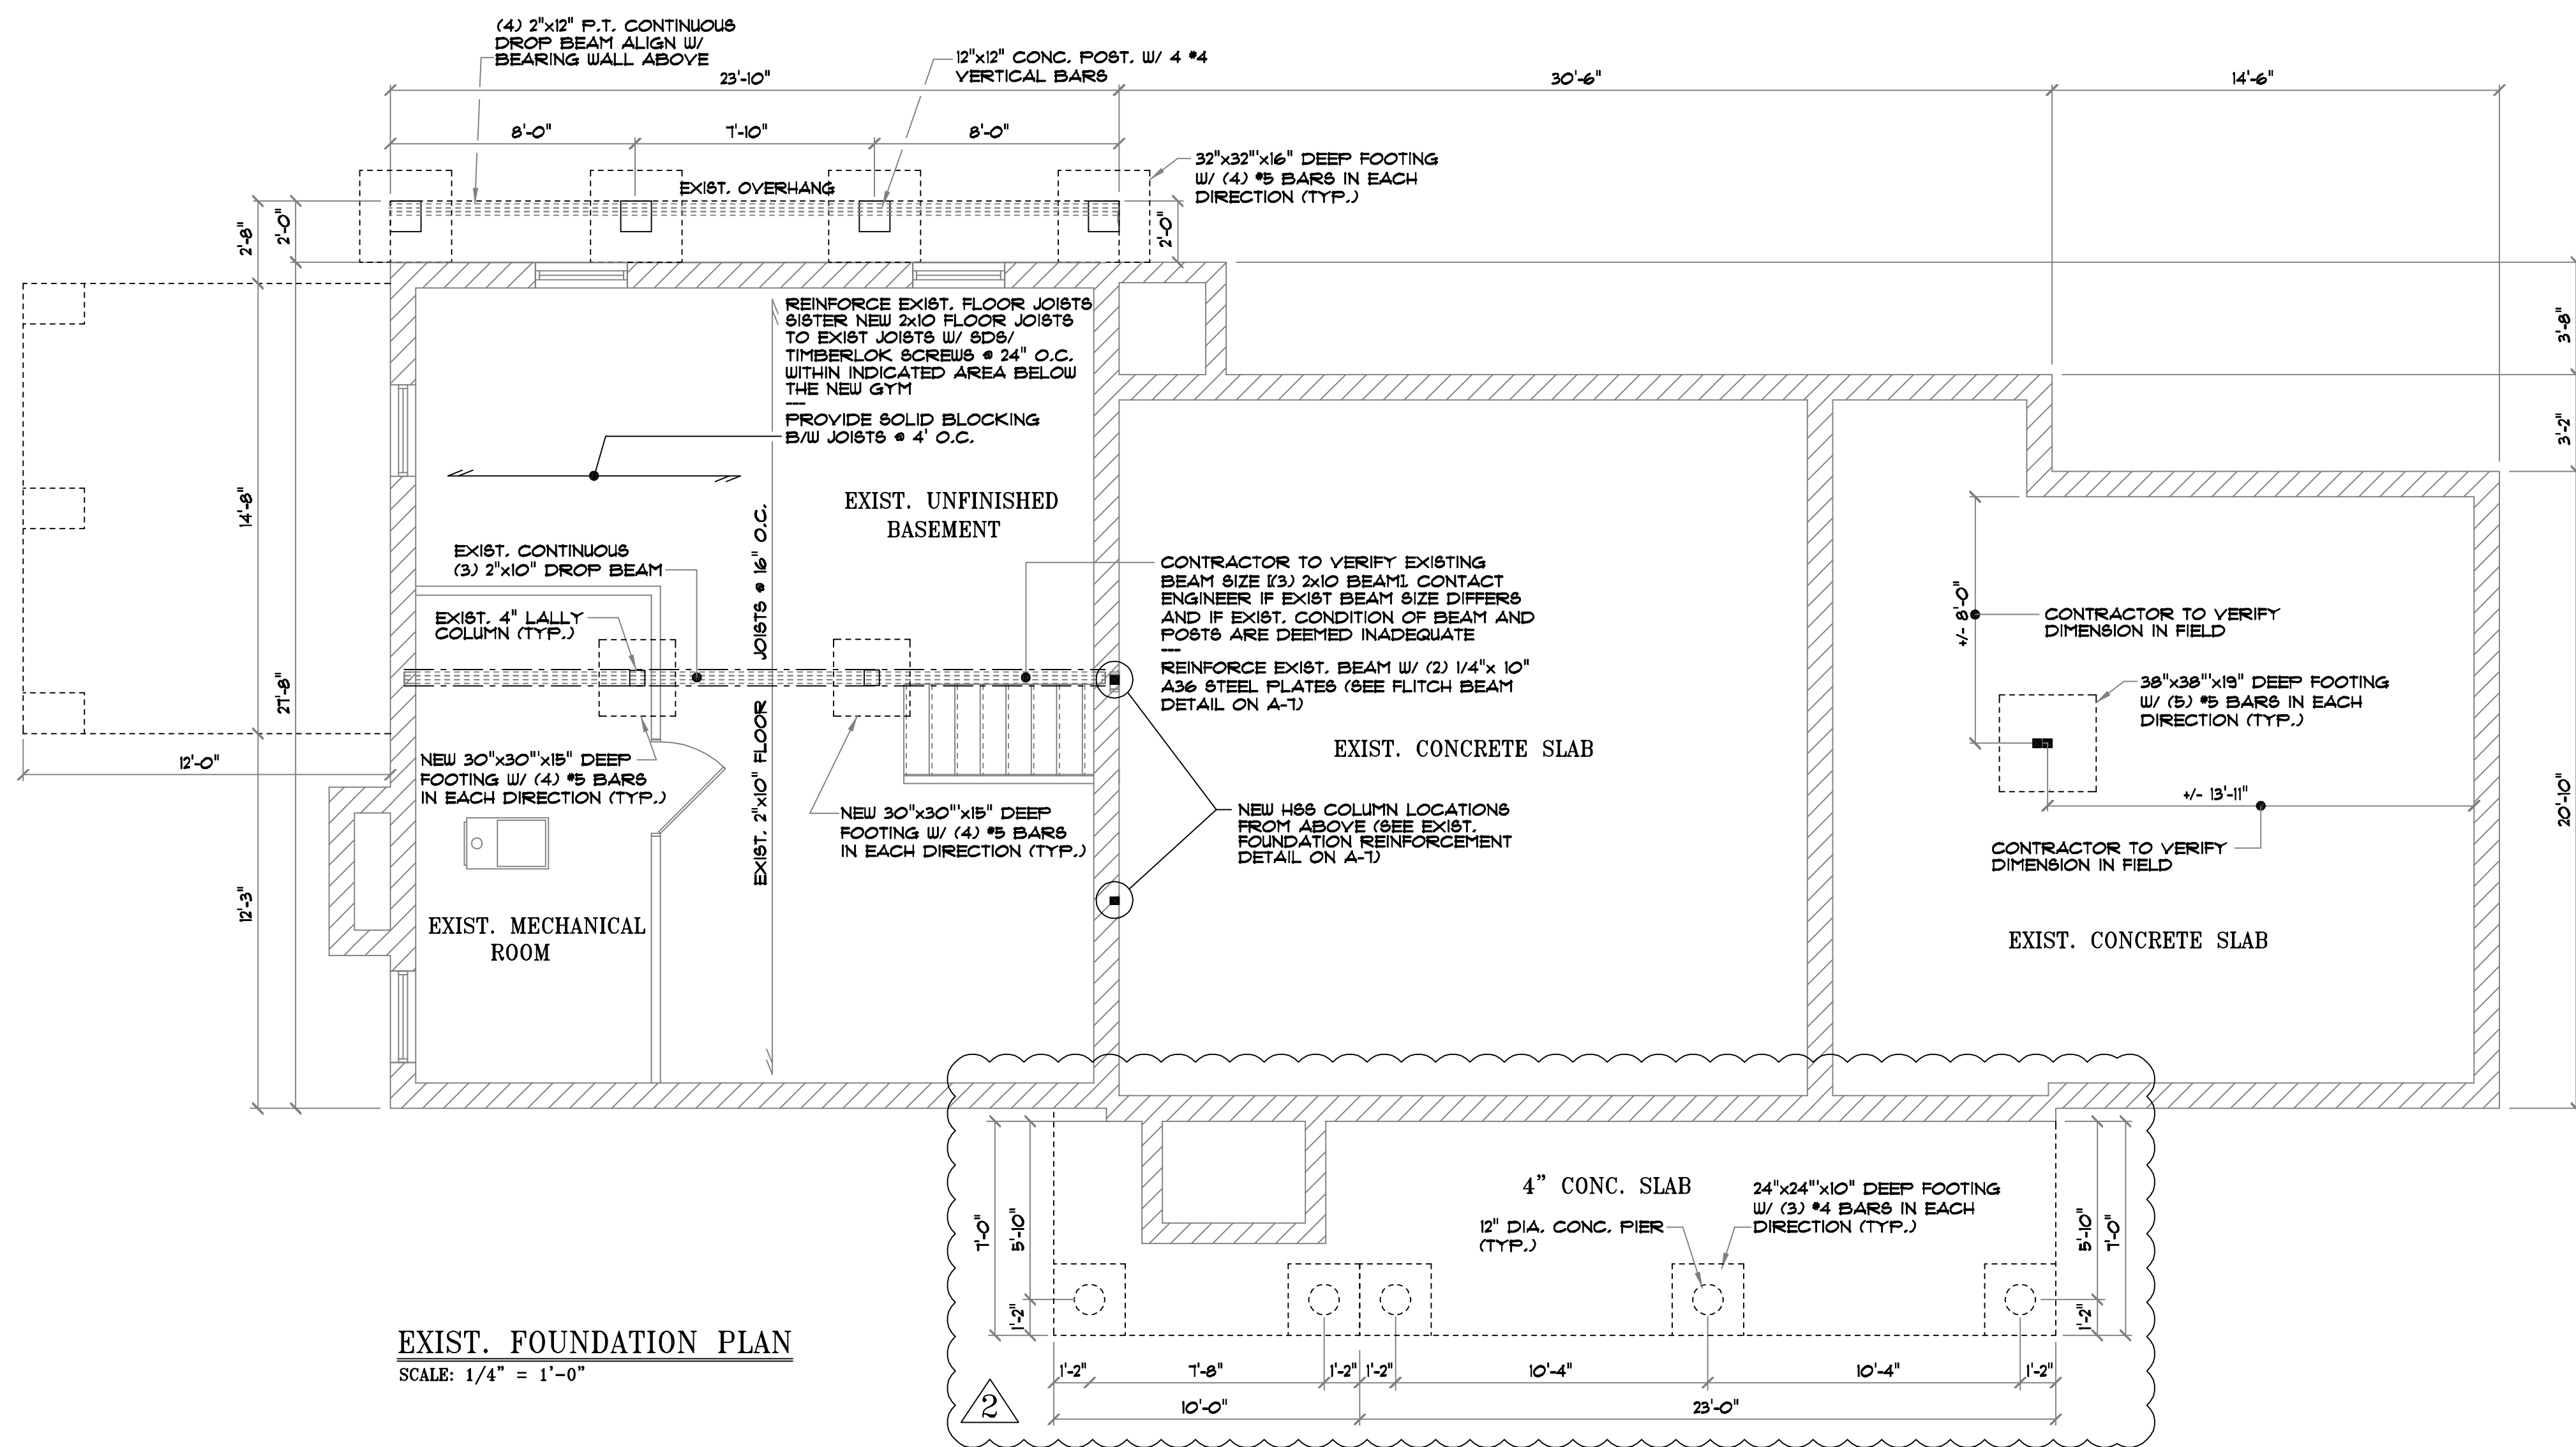 (4) 2"x12" P.T. CONTINUOUS
DROP BEAM ALIGN W/
BEARING WALL ABOVE
12"x12" CONC. POST. W/ 4 #4
VERTICAL BARS
23'-10"
30'-6"
14'-6"
8'-0"
7'-10"
8'-0"
32"x32"'x16" DEEP FOOTING
W/ (4) #5 BARS IN EACH
DIRECTION (TYP.)
EXIST. OVERHANG
2'-8"
2'-0"
2'-0"
REINFORCE EXIST. FLOOR JOISTS
SISTER NEW 2x10 FLOOR JOISTS
TO EXIST JOISTS W/ SDS/
TIMBERLOK SCREWS @ 24" O.C.
WITHIN INDICATED AREA BELOW
THE NEW GYM
---
PROVIDE SOLID BLOCKING
B/W JOISTS @ 4' O.C.
3'-8"
3'-2"
14'-8"
27'-8"
EXIST. UNFINISHED
BASEMENT
EXIST. 2"x10" FLOOR JOISTS @ 16" O.C.
EXIST. CONTINUOUS
(3) 2"x10" DROP BEAM
EXIST. 4" LALLY
COLUMN (TYP.)
CONTRACTOR TO VERIFY EXISTING
BEAM SIZE [(3) 2x10 BEAM]. CONTACT
ENGINEER IF EXIST BEAM SIZE DIFFERS
AND IF EXIST. CONDITION OF BEAM AND
POSTS ARE DEEMED INADEQUATE
---
REINFORCE EXIST. BEAM W/ (2) 1/4"x 10"
A36 STEEL PLATES (SEE FLITCH BEAM
DETAIL ON A-7)
+/- 8'-0"
CONTRACTOR TO VERIFY
DIMENSION IN FIELD
38"x38"'x19" DEEP FOOTING
W/ (5) #5 BARS IN EACH
DIRECTION (TYP.)
EXIST. CONCRETE SLAB
12'-0"
NEW 30"x30"'x15" DEEP
FOOTING W/ (4) #5 BARS
IN EACH DIRECTION (TYP.)
NEW 30"x30"'x15" DEEP
FOOTING W/ (4) #5 BARS
IN EACH DIRECTION (TYP.)
NEW HSS COLUMN LOCATIONS
FROM ABOVE (SEE EXIST.
FOUNDATION REINFORCEMENT
DETAIL ON A-7)
+/- 13'-11"
20'-10"
CONTRACTOR TO VERIFY
DIMENSION IN FIELD
12'-3"
EXIST. MECHANICAL
ROOM
EXIST. CONCRETE SLAB
4" CONC. SLAB
12" DIA. CONC. PIER
(TYP.)
24"x24"'x10" DEEP FOOTING
W/ (3) #4 BARS IN EACH
DIRECTION (TYP.)
7'-0"
5'-10"
1'-2"
5'-10"
7'-0"
1'-2"
EXIST. FOUNDATION PLAN
SCALE: 1/4" = 1'-0"
1'-2"
7'-8"
1'-2"
1'-2"
10'-4"
10'-4"
1'-2"
2
10'-0"
23'-0"